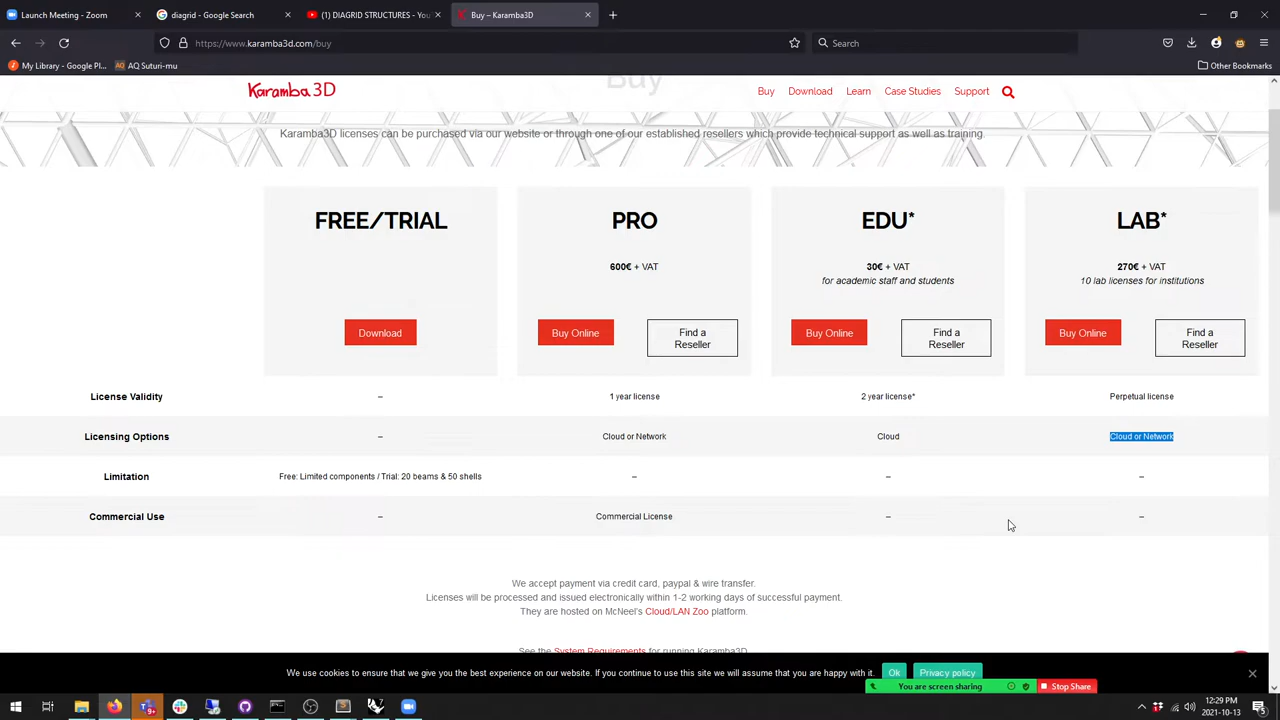 Launch Meeting - Zoom
diagrid - Google Search
(1) DIAGRID STRUCTURES - You
Buy – Karamba3D
https://www.karamba3d.com/buy
Search
My Library - Google Pl...
AQ Suturi-mu
Other Bookmarks
Karamba3D
Buy
Download
Learn
Case Studies
Support
Buy
Karamba3D licenses can be purchased via our website or through one of our established resellers which provide technical support as well as training.
FREE/TRIAL
PRO
EDU*
LAB*
600€ + VAT
30€ + VAT
270€ + VAT
for academic staff and students
10 lab licenses for institutions
Download
Buy Online
Find a
Reseller
Buy Online
Find a
Reseller
Buy Online
Find a
Reseller
License Validity
–
1 year license
2 year license*
Perpetual license
Licensing Options
–
Cloud or Network
Cloud
Cloud or Network
Limitation
Free: Limited components / Trial: 20 beams & 50 shells
–
–
–
Commercial Use
–
Commercial License
–
–
We accept payment via credit card, paypal & wire transfer.
Licenses will be processed and issued electronically within 1-2 working days of successful payment.
They are hosted on McNeel's Cloud/LAN Zoo platform.
See the System Requirements for running Karamba3D
We use cookies to ensure that we give you the best experience on our website. If you continue to use this site we will assume that you are happy with it.
Ok
Privacy policy
You are screen sharing
Stop Share
12:29 PM
2021-10-13